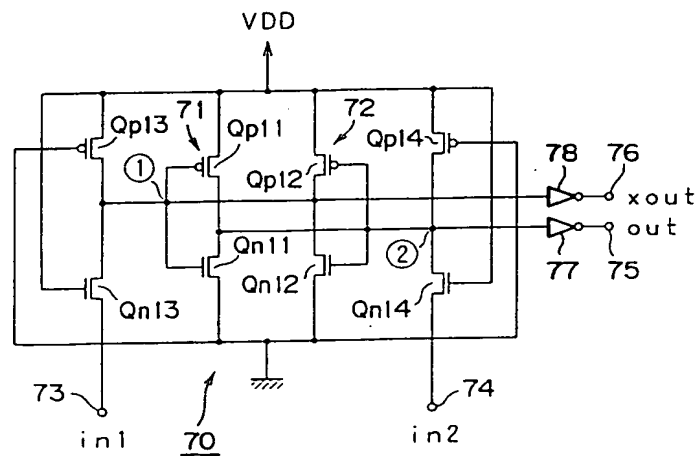 VDD
71
72
Qp13
Qp11
Qp12
Qp14
78
76
①
xout
out
②
77
75
Qn11
Qn12
Qn13
Qn14
73
74
in1
70
in2